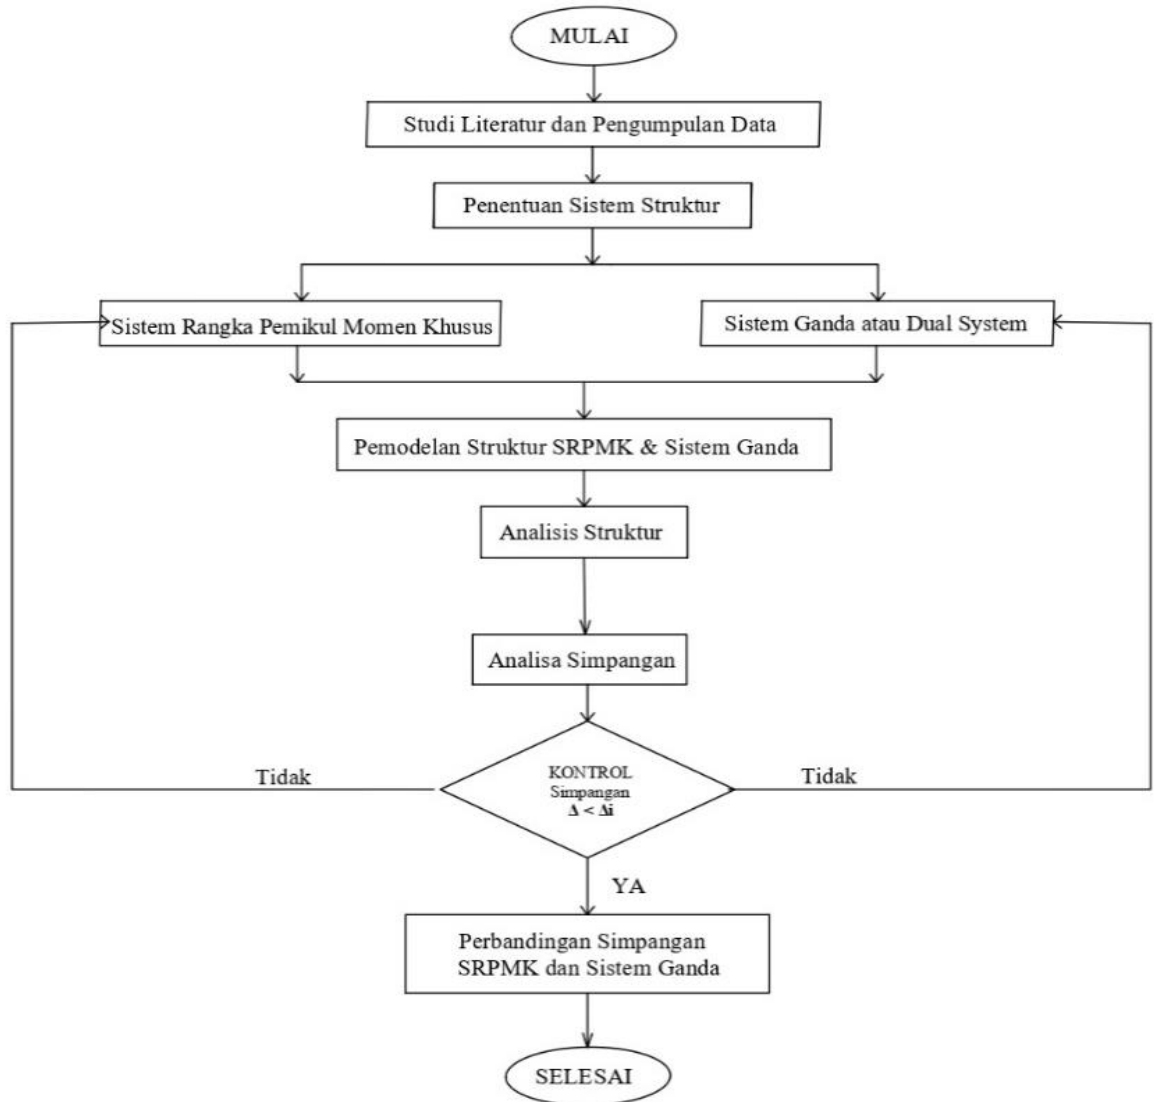 MULAI
Studi Literatur dan Pengumpulan Data
Penentuan Sistem Struktur
Sistem Rangka Pemikul Momen Khusus
Sistem Ganda atau Dual System
Pemodelan Struktur SRPMK & Sistem Ganda
Analisis Struktur
Analisa Simpangan
Tidak
KONTROL
Simpangan
Δ < Δi
Tidak
YA
Perbandingan Simpangan
SRPMK dan Sistem Ganda
SELESAI